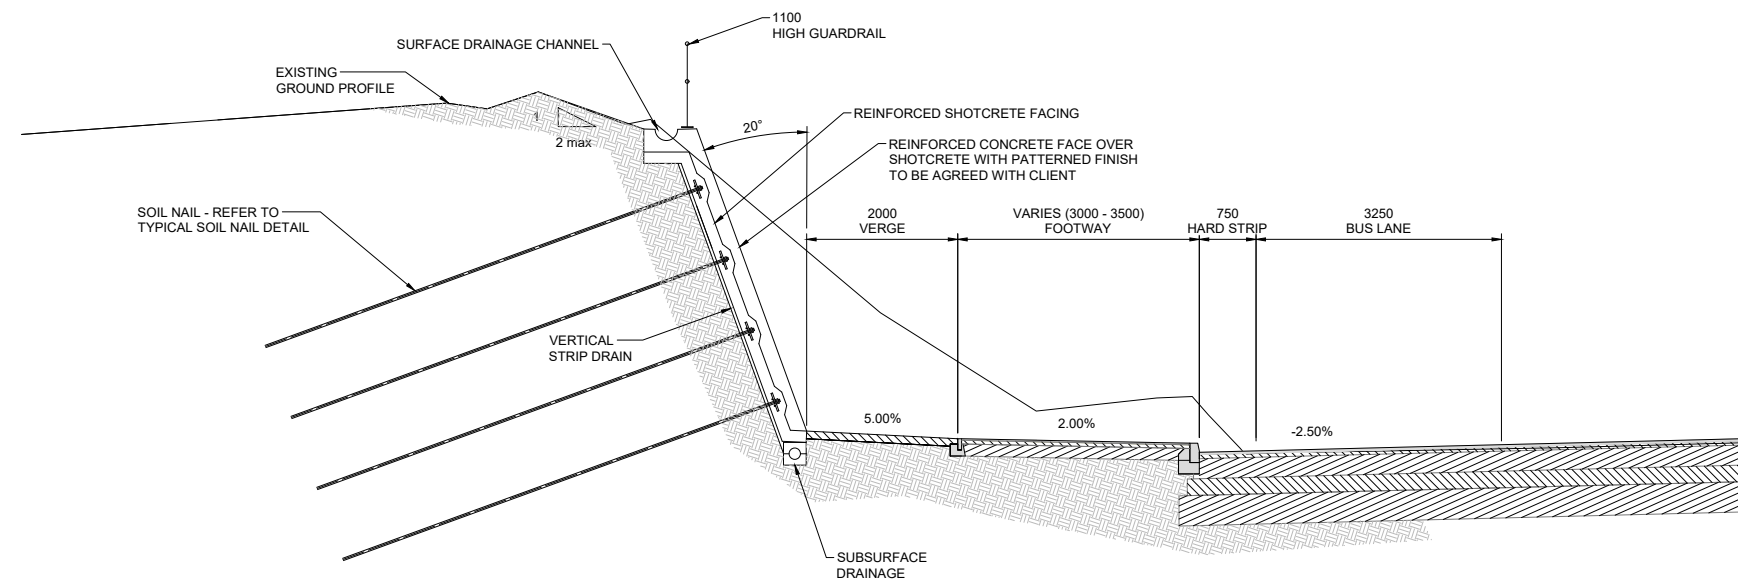 1100
HIGH GUARDRAIL
SURFACE DRAINAGE CHANNEL
EXISTING
GROUND PROFILE
1
2 max
20°
REINFORCED SHOTCRETE FACING
REINFORCED CONCRETE FACE OVER
SHOTCRETE WITH PATTERNED FINISH
TO BE AGREED WITH CLIENT
SOIL NAIL - REFER TO
TYPICAL SOIL NAIL DETAIL
2000
VERGE
VARIES (3000 - 3500)
FOOTWAY
750
HARD STRIP
3250
BUS LANE
VERTICAL
STRIP DRAIN
5.00%
2.00%
-2.50%
SUBSURFACE
DRAINAGE